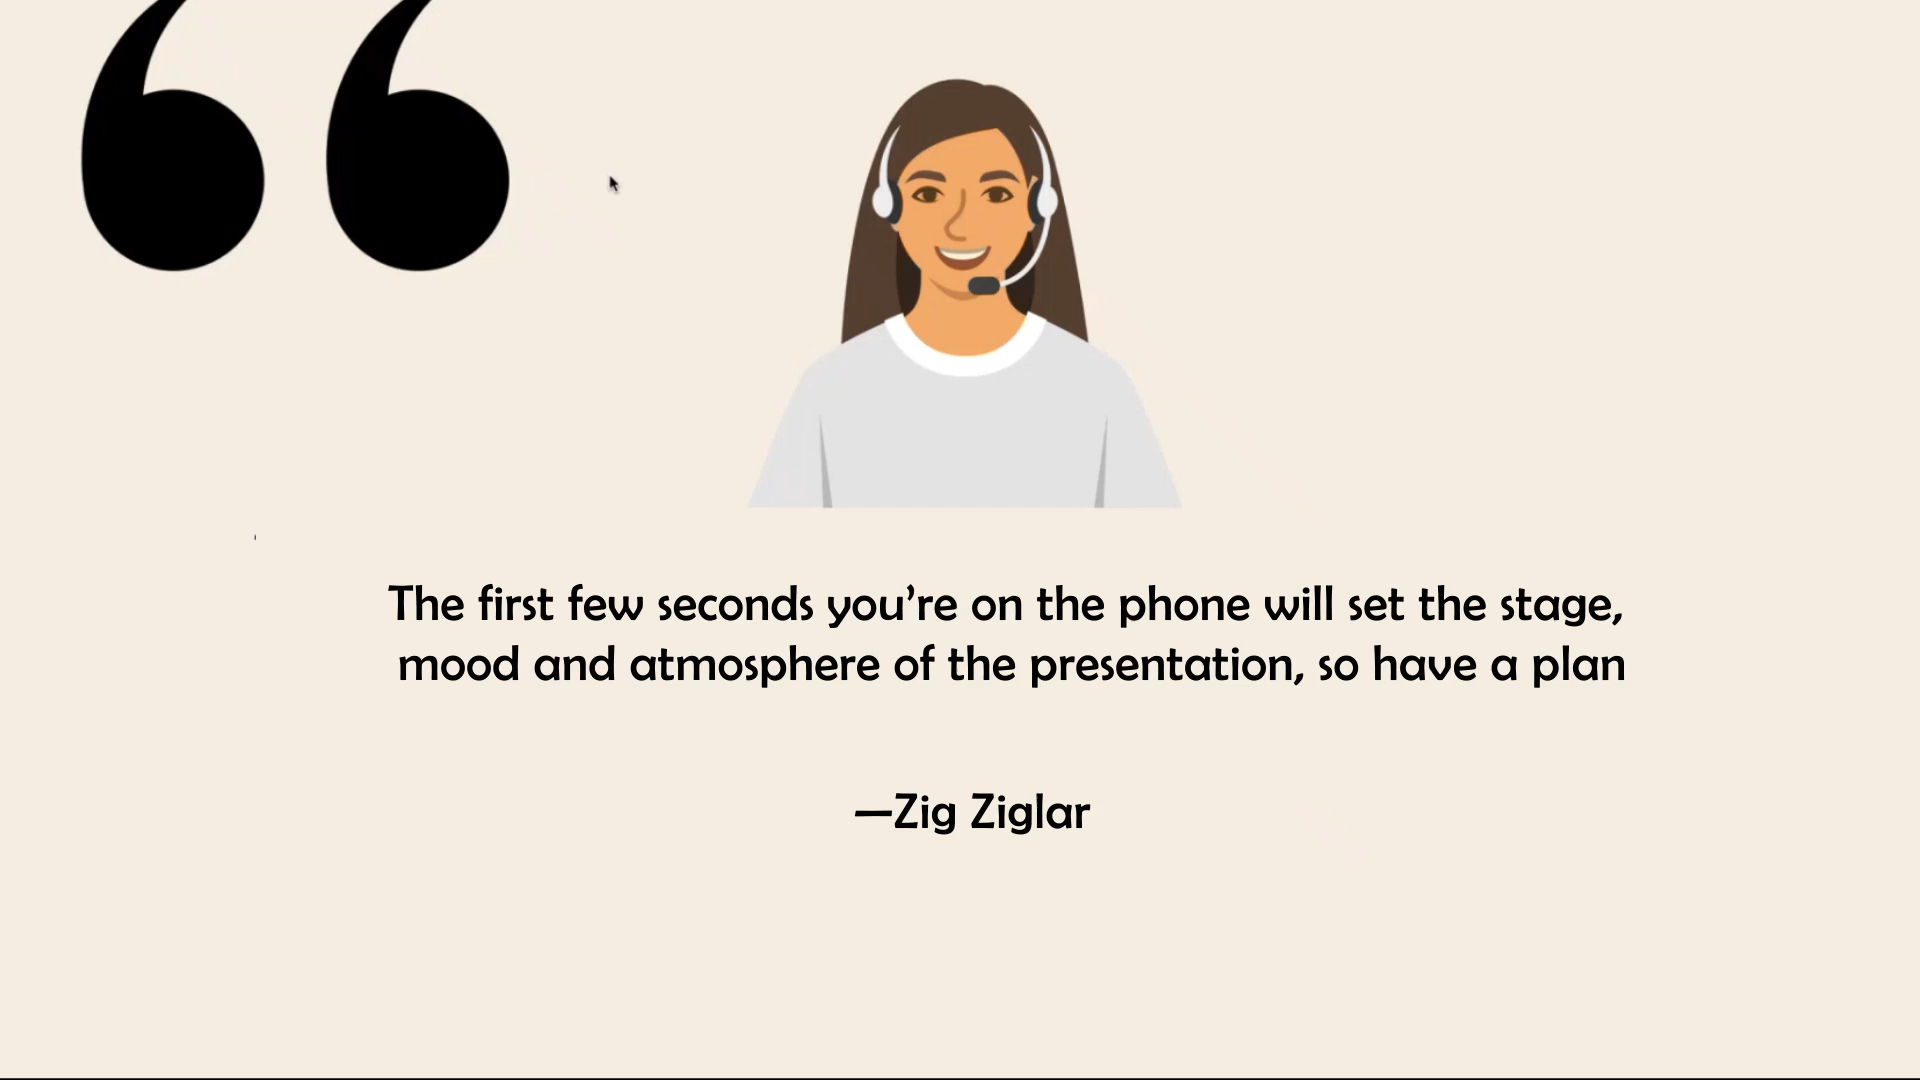 “
The first few seconds you’re on the phone will set the stage,
mood and atmosphere of the presentation, so have a plan
—Zig Ziglar